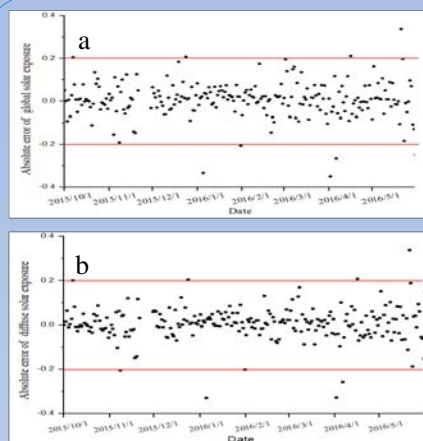 a
Absolute error of global solar exposure
0.4
0.2
0.0
-0.2
-0.4
2015/10/1 2015/11/1 2015/12/1 2016/1/1 2016/2/1 2016/3/1 2016/4/1 2016/5/1
Date
b
Absolute error of diffuse solar exposure
0.4
0.2
0.0
-0.2
-0.4
2015/10/1 2015/11/1 2015/12/1 2016/1/1 2016/2/1 2016/3/1 2016/4/1 2016/5/1
Date